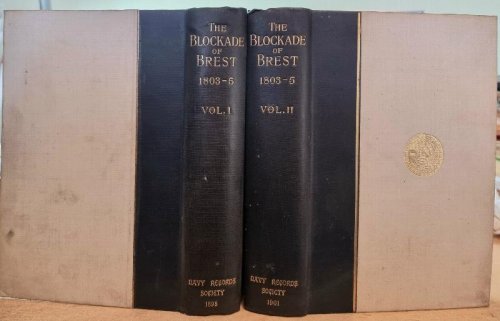 THE
BLOCKADE
OF
BREST
1803-5
VOL. I
NAVY RECORDS
SOCIETY
1898
THE
BLOCKADE
OF
BREST
1803-5
VOL. II
NAVY RECORDS
SOCIETY
1901